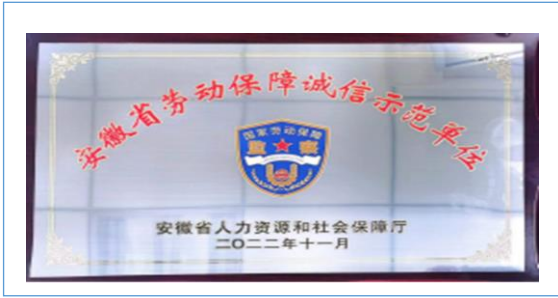 安徽省劳动保障诚信示范单位
国家劳动保障
监察
安徽省人力资源和社会保障厅
二〇二二年十一月